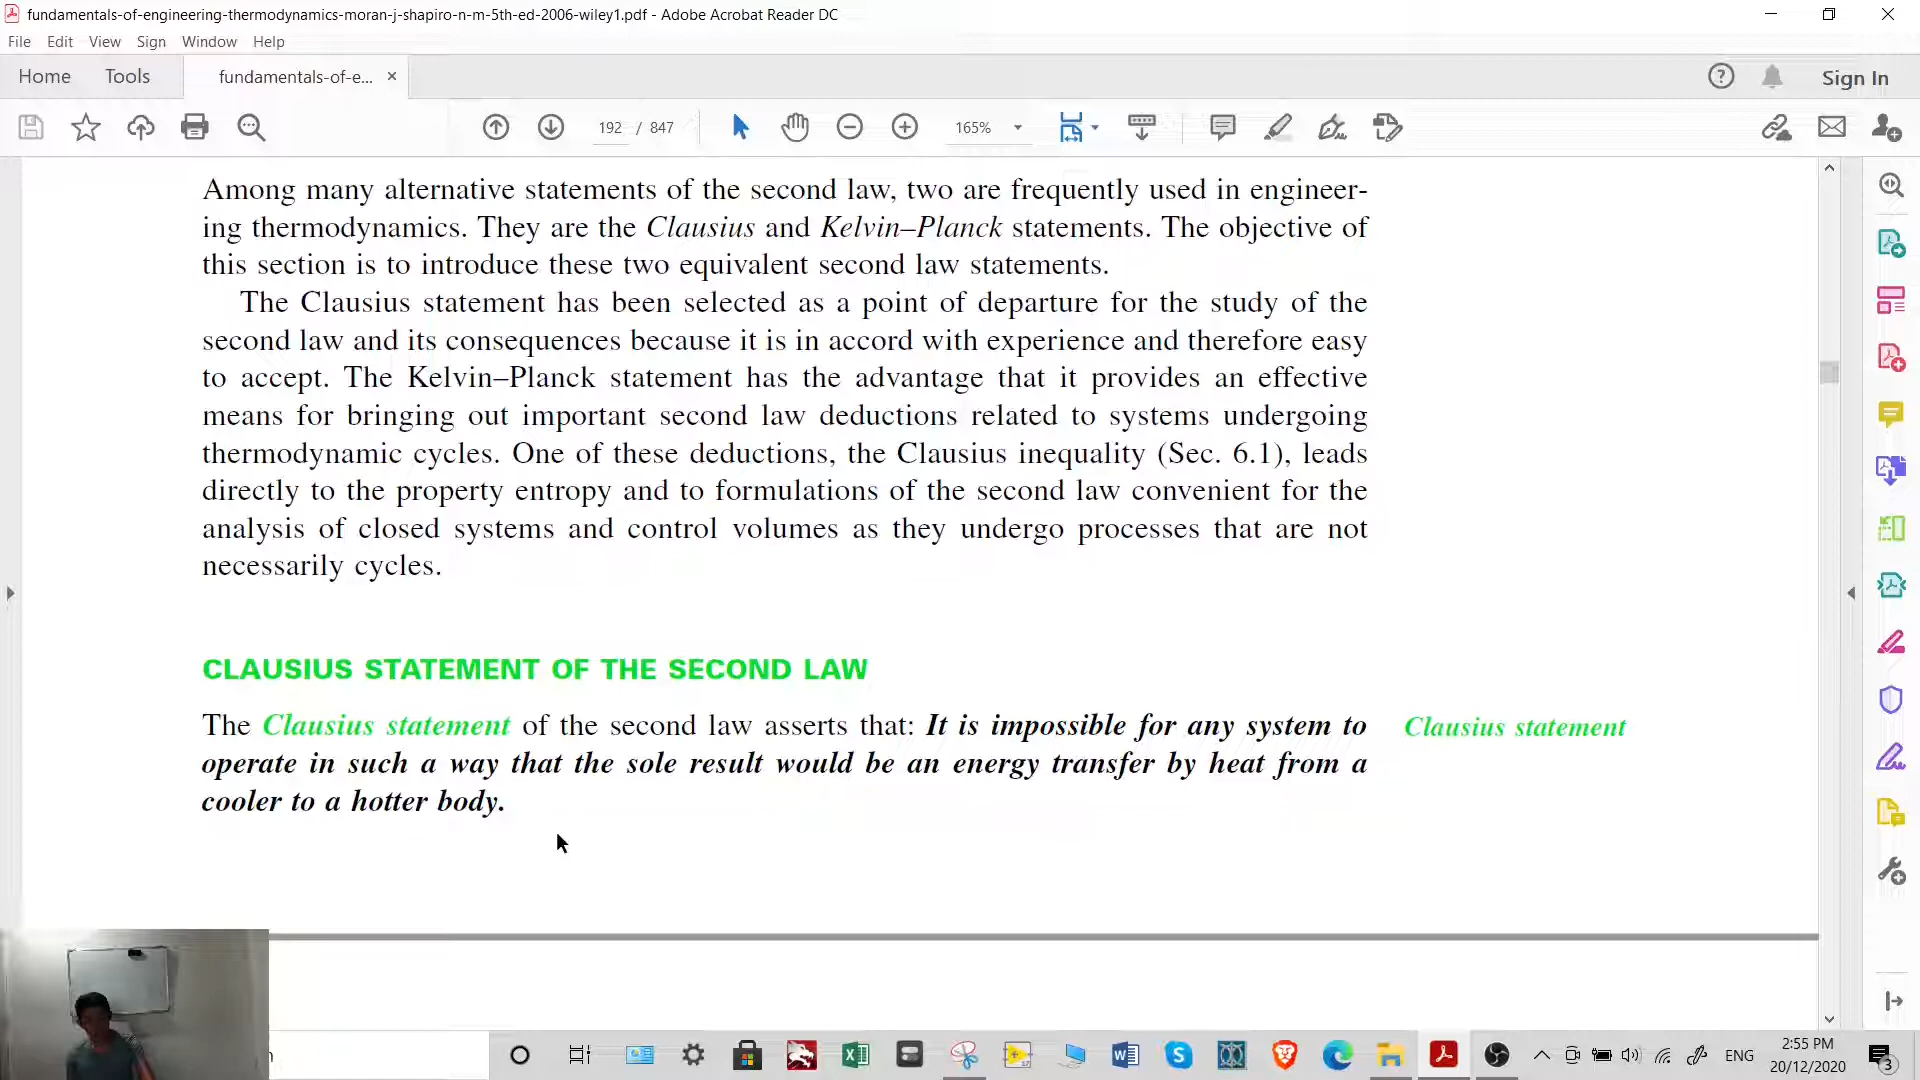 fundamentals-of-engineering-thermodynamics-moran-j-shapiro-n-m-5th-ed-2006-wiley1.pdf - Adobe Acrobat Reader DC
File Edit View Sign Window Help
Home Tools fundamentals-of-e... × Sign In
192 / 847 165%
Among many alternative statements of the second law, two are frequently used in engineer-
ing thermodynamics. They are the Clausius and Kelvin–Planck statements. The objective of
this section is to introduce these two equivalent second law statements.
The Clausius statement has been selected as a point of departure for the study of the
second law and its consequences because it is in accord with experience and therefore easy
to accept. The Kelvin–Planck statement has the advantage that it provides an effective
means for bringing out important second law deductions related to systems undergoing
thermodynamic cycles. One of these deductions, the Clausius inequality (Sec. 6.1), leads
directly to the property entropy and to formulations of the second law convenient for the
analysis of closed systems and control volumes as they undergo processes that are not
necessarily cycles.
CLAUSIUS STATEMENT OF THE SECOND LAW
The Clausius statement of the second law asserts that: It is impossible for any system to
operate in such a way that the sole result would be an energy transfer by heat from a
cooler to a hotter body.
Clausius statement
ENG
2:55 PM
20/12/2020
3